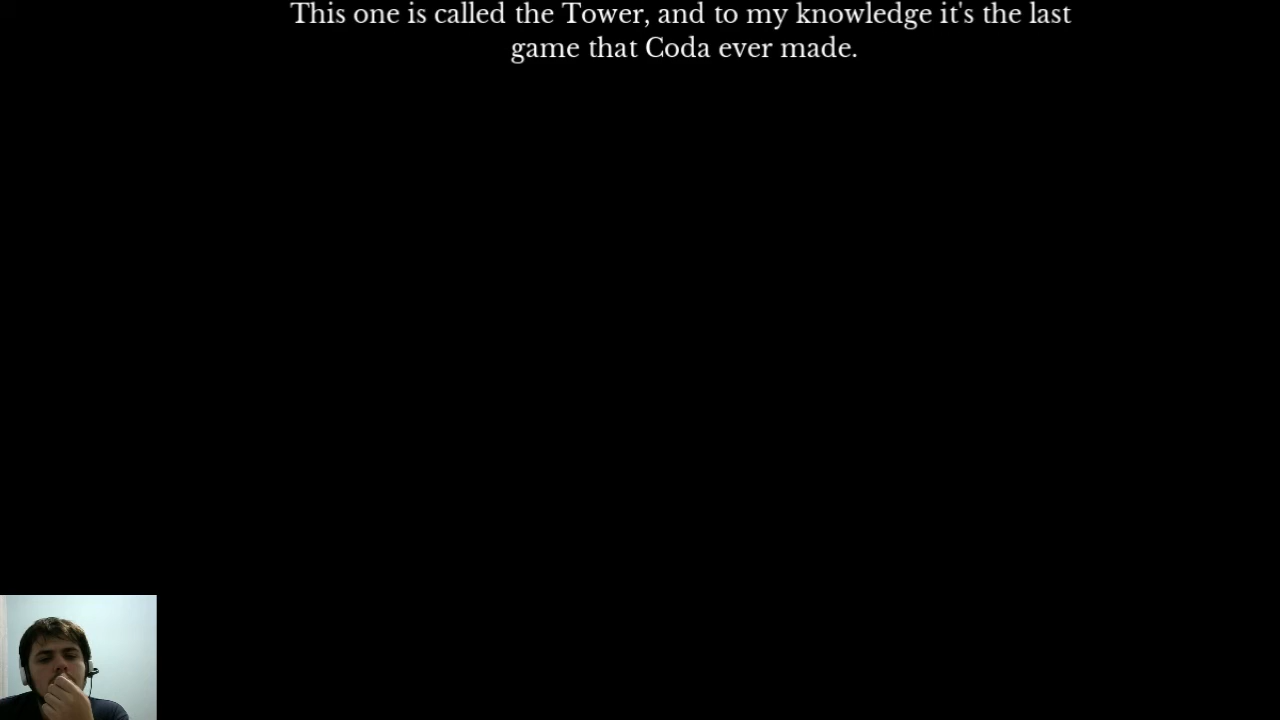 This one is called the Tower, and to my knowledge it's the last
game that Coda ever made.